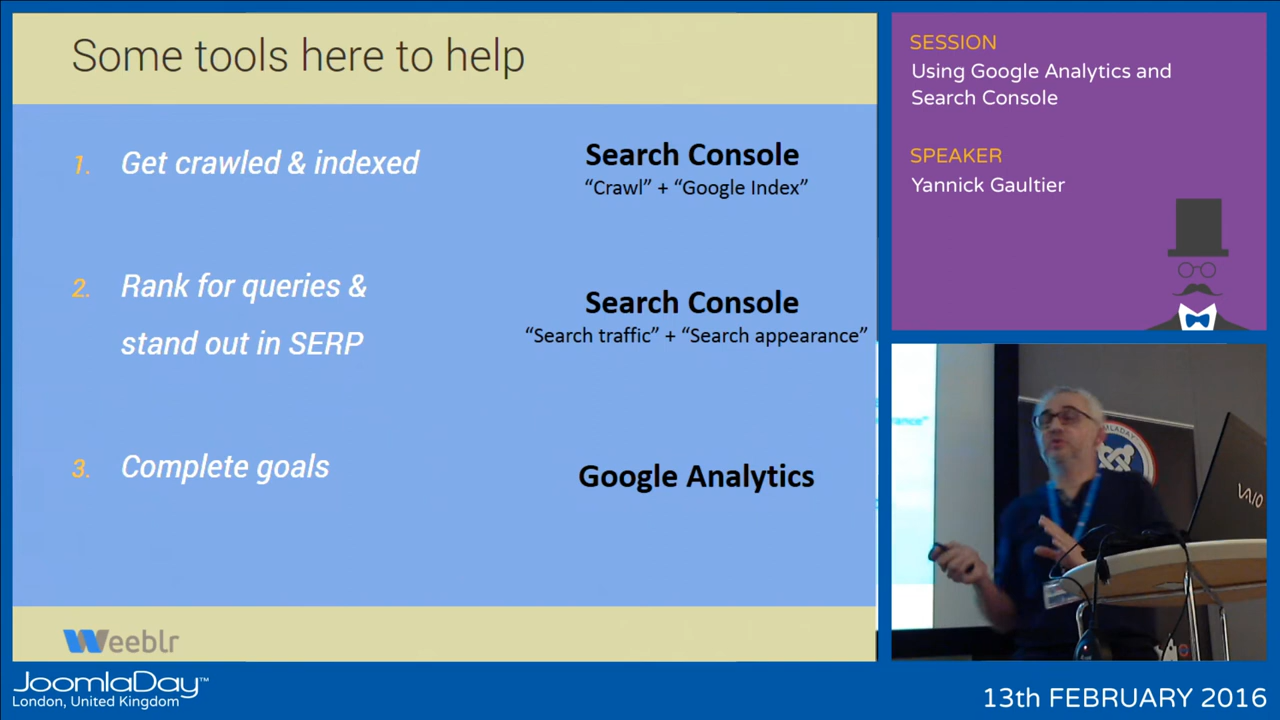 Some tools here to help
1. Get crawled & indexed
Search Console
“Crawl” + “Google Index”
2. Rank for queries &
stand out in SERP
Search Console
“Search traffic” + “Search appearance”
3. Complete goals
Google Analytics
Weeblr
SESSION
Using Google Analytics and
Search Console
SPEAKER
Yannick Gaultier
VAIO
JoomlaDay™
London, United Kingdom
13th FEBRUARY 2016